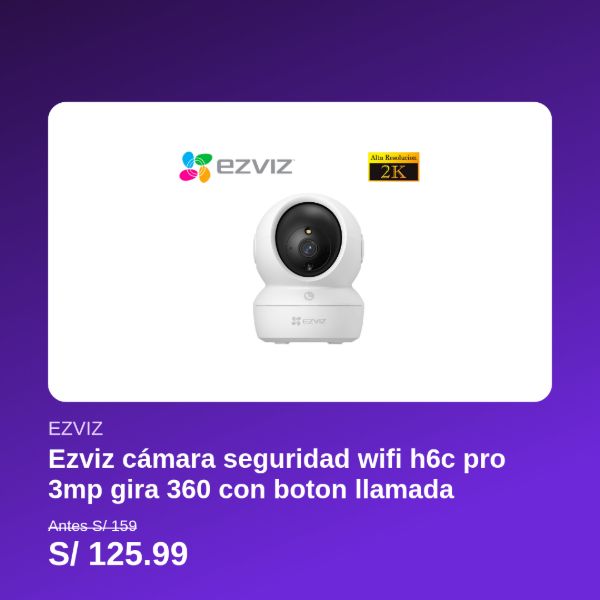 ezviz
Alta Resolucion
2K
ezviz
EZVIZ
Ezviz cámara seguridad wifi h6c pro
3mp gira 360 con boton llamada
Antes S/ 159
S/ 125.99